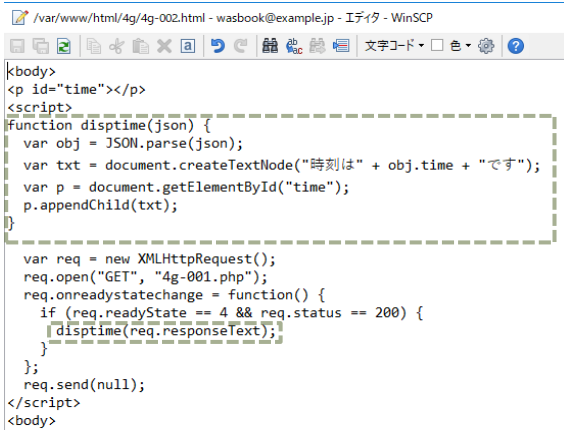 /var/www/html/4g/4g-002.html - wasbook@example.jp - エディタ - WinSCP
文字コード 色
<body>
<p id="time"></p>
<script>
function disptime(json) {
  var obj = JSON.parse(json);
  var txt = document.createTextNode("時刻は" + obj.time + "です");
  var p = document.getElementById("time");
  p.appendChild(txt);
}
  var req = new XMLHttpRequest();
  req.open("GET", "4g-001.php");
  req.onreadystatechange = function() {
    if (req.readyState == 4 && req.status == 200) {
      disptime(req.responseText);
    }
  };
  req.send(null);
</script>
<body>